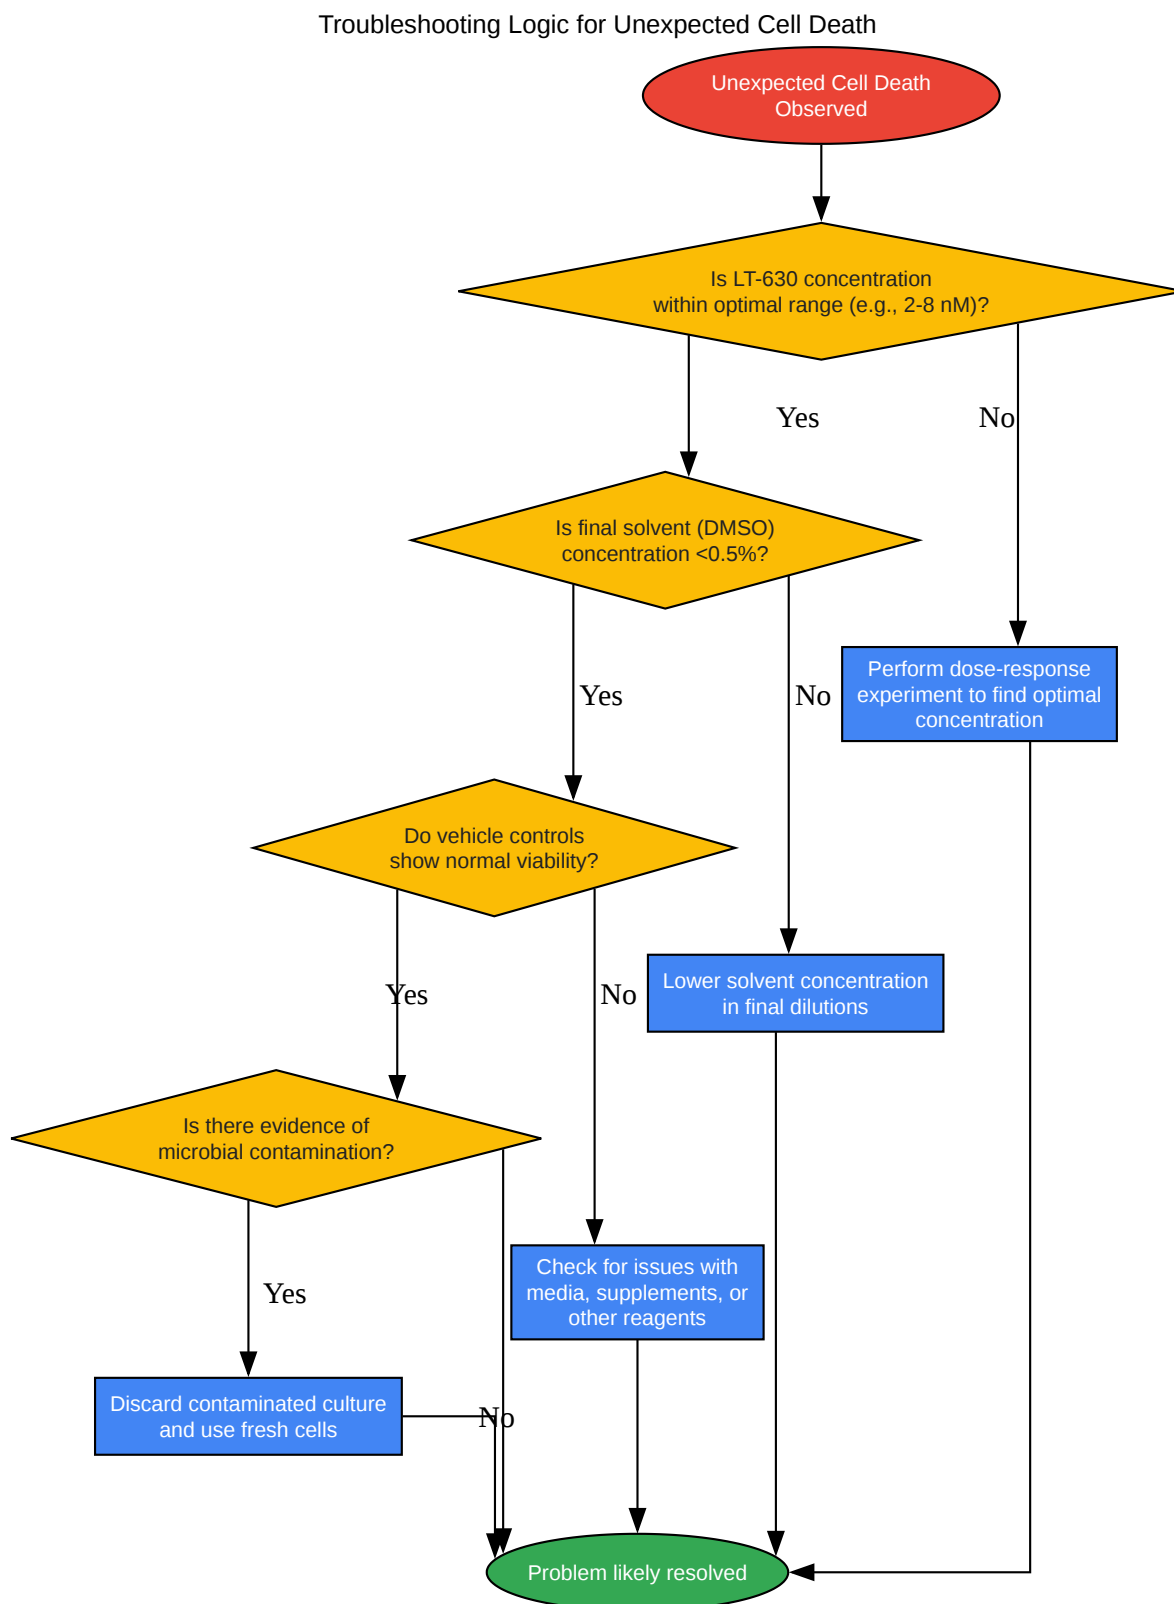 Troubleshooting Logic for Unexpected Cell Death
Unexpected Cell Death
Observed
Is LT-630 concentration
within optimal range (e.g., 2-8 nM)?
Yes
No
Is final solvent (DMSO)
concentration <0.5%?
Yes
No
Perform dose-response
experiment to find optimal
concentration
Do vehicle controls
show normal viability?
Yes
No
Lower solvent concentration
in final dilutions
Is there evidence of
microbial contamination?
Yes
Check for issues with
media, supplements, or
other reagents
Discard contaminated culture
and use fresh cells
No
Problem likely resolved